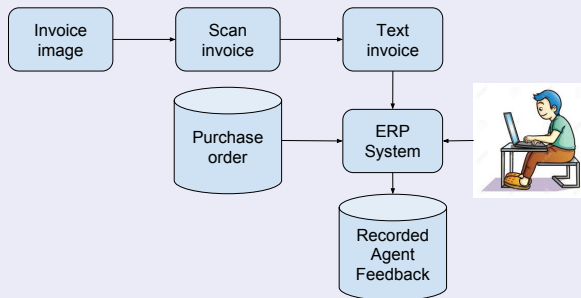 Invoice
image
Scan
invoice
Text
invoice
Purchase
order
ERP
System
Recorded
Agent
Feedback